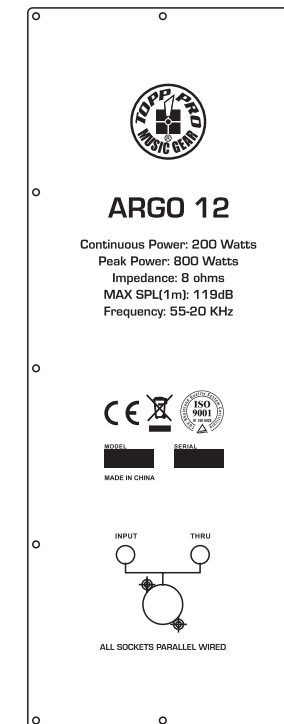 TOPP PRO
MUSIC GEAR
®
ARGO 12
Continuous Power: 200 Watts
Peak Power: 800 Watts
Impedance: 8 ohms
MAX SPL(1m): 119dB
Frequency: 55-20 KHz
CE
ISO
9001
MODEL
SERIAL
MADE IN CHINA
INPUT
THRU
ALL SOCKETS PARALLEL WIRED